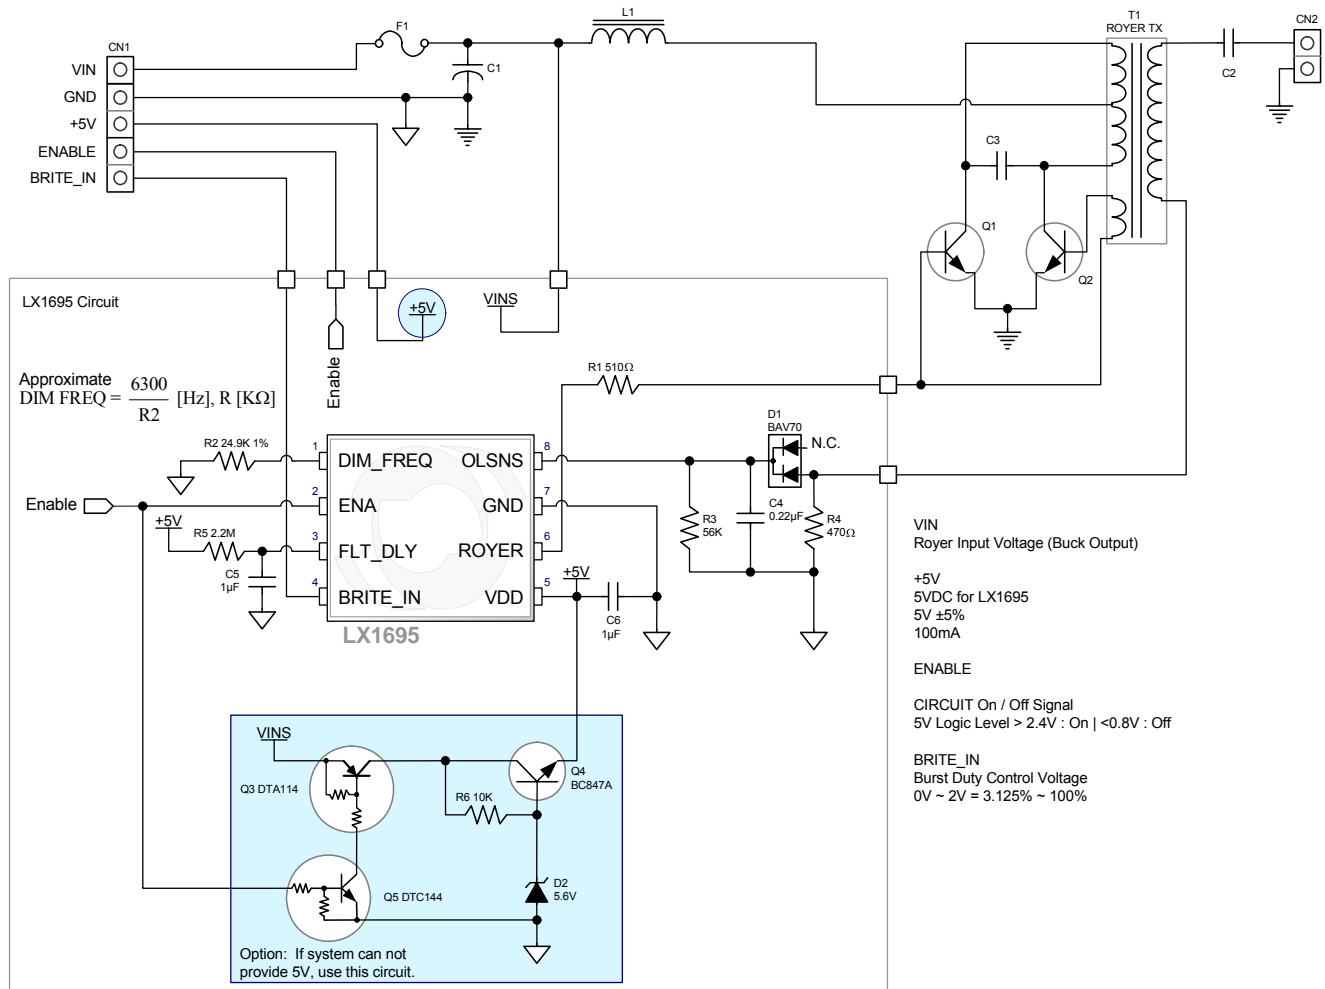 F1
L1
T1
ROYER TX
CN2
CN1
VIN
GND
+5V
ENABLE
BRITE_IN
C1
C2
C3
Q1
Q2
LX1695 Circuit
+5V
VINS
Enable
Approximate
DIM FREQ = 6300 / R2 [Hz], R [KΩ]
R1 510Ω
D1
BAV70
N.C.
R2 24.9K 1%
1
DIM_FREQ
OLSNS
8
Enable
2
ENA
GND
7
+5V
R5 2.2M
3
FLT_DLY
ROYER
6
C5
1µF
4
BRITE_IN
VDD
5
+5V
LX1695
C6
1µF
R3
56K
C4
0.22µF
R4
470Ω
VIN
Royer Input Voltage (Buck Output)
+5V
5VDC for LX1695
5V ±5%
100mA
ENABLE
CIRCUIT On / Off Signal
5V Logic Level > 2.4V : On | <0.8V : Off
BRITE_IN
Burst Duty Control Voltage
0V ~ 2V = 3.125% ~ 100%
VINS
Q3 DTA114
Q4
BC847A
R6 10K
Q5 DTC144
D2
5.6V
Option: If system can not
provide 5V, use this circuit.